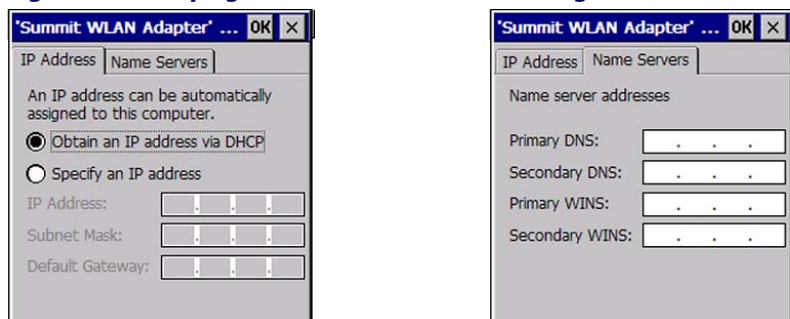 'Summit WLAN Adapter' ... OK ×
IP Address Name Servers
An IP address can be automatically
assigned to this computer.
Obtain an IP address via DHCP
Specify an IP address
IP Address: . . .
Subnet Mask: . . .
Default Gateway: . . .
'Summit WLAN Adapter' ... OK ×
IP Address Name Servers
Name server addresses
Primary DNS: . . .
Secondary DNS: . . .
Primary WINS: . . .
Secondary WINS: . . .